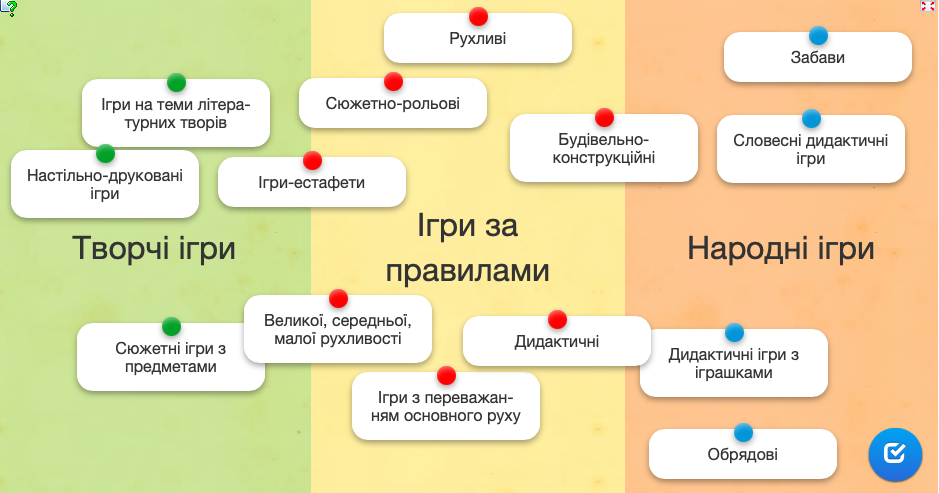 Рухливі
Забави
Ігри на теми літера-
турних творів
Сюжетно-рольові
Будівельно-
конструкційні
Словесні дидактичні
ігри
Настільно-друковані
ігри
Ігри-естафети
Творчі ігри
Ігри за
правилами
Народні ігри
Сюжетні ігри з
предметами
Великої, середньої,
малої рухливості
Дидактичні
Дидактичні ігри з
іграшками
Ігри з переважан-
ням основного руху
Обрядові